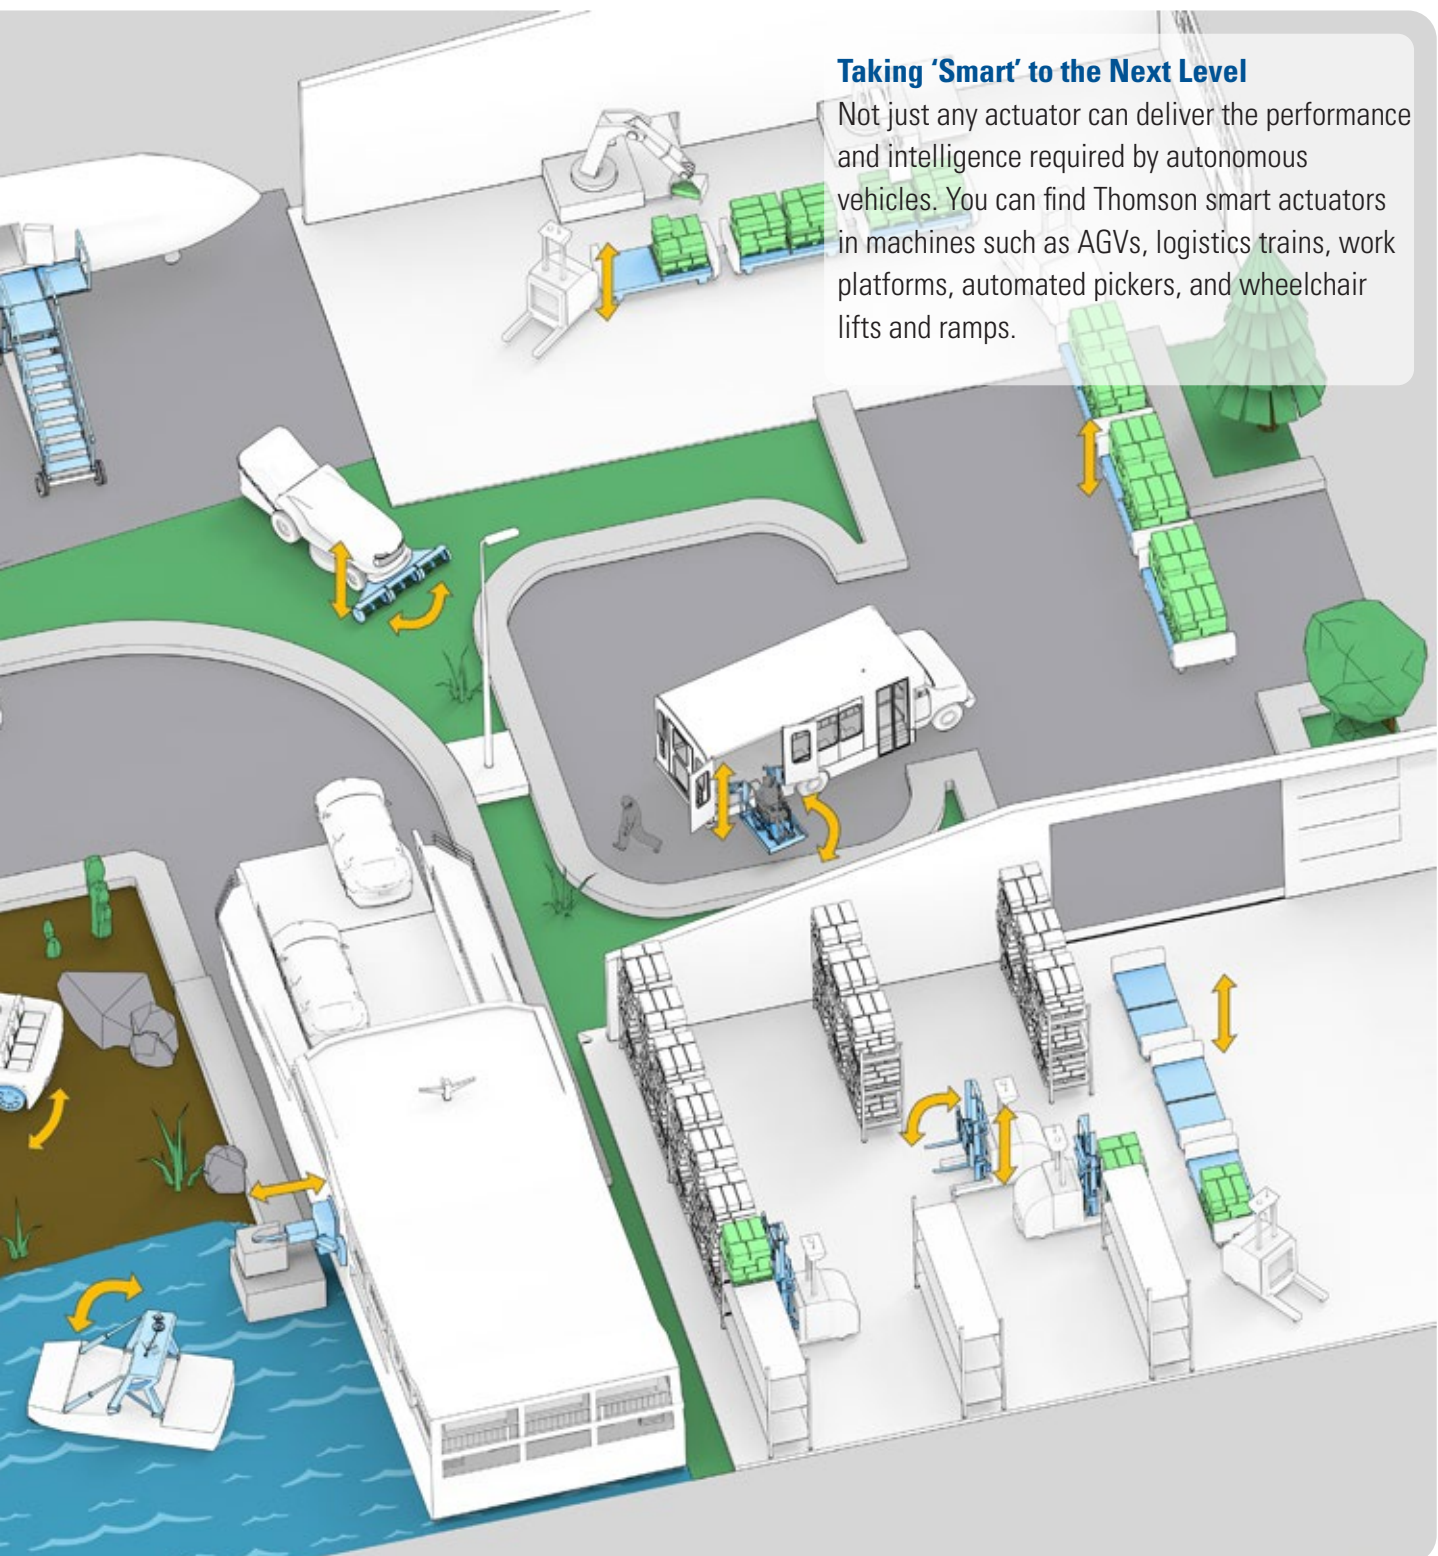 Taking ‘Smart’ to the Next Level
Not just any actuator can deliver the performance
and intelligence required by autonomous
vehicles. You can find Thomson smart actuators
in machines such as AGVs, logistics trains, work
platforms, automated pickers, and wheelchair
lifts and ramps.